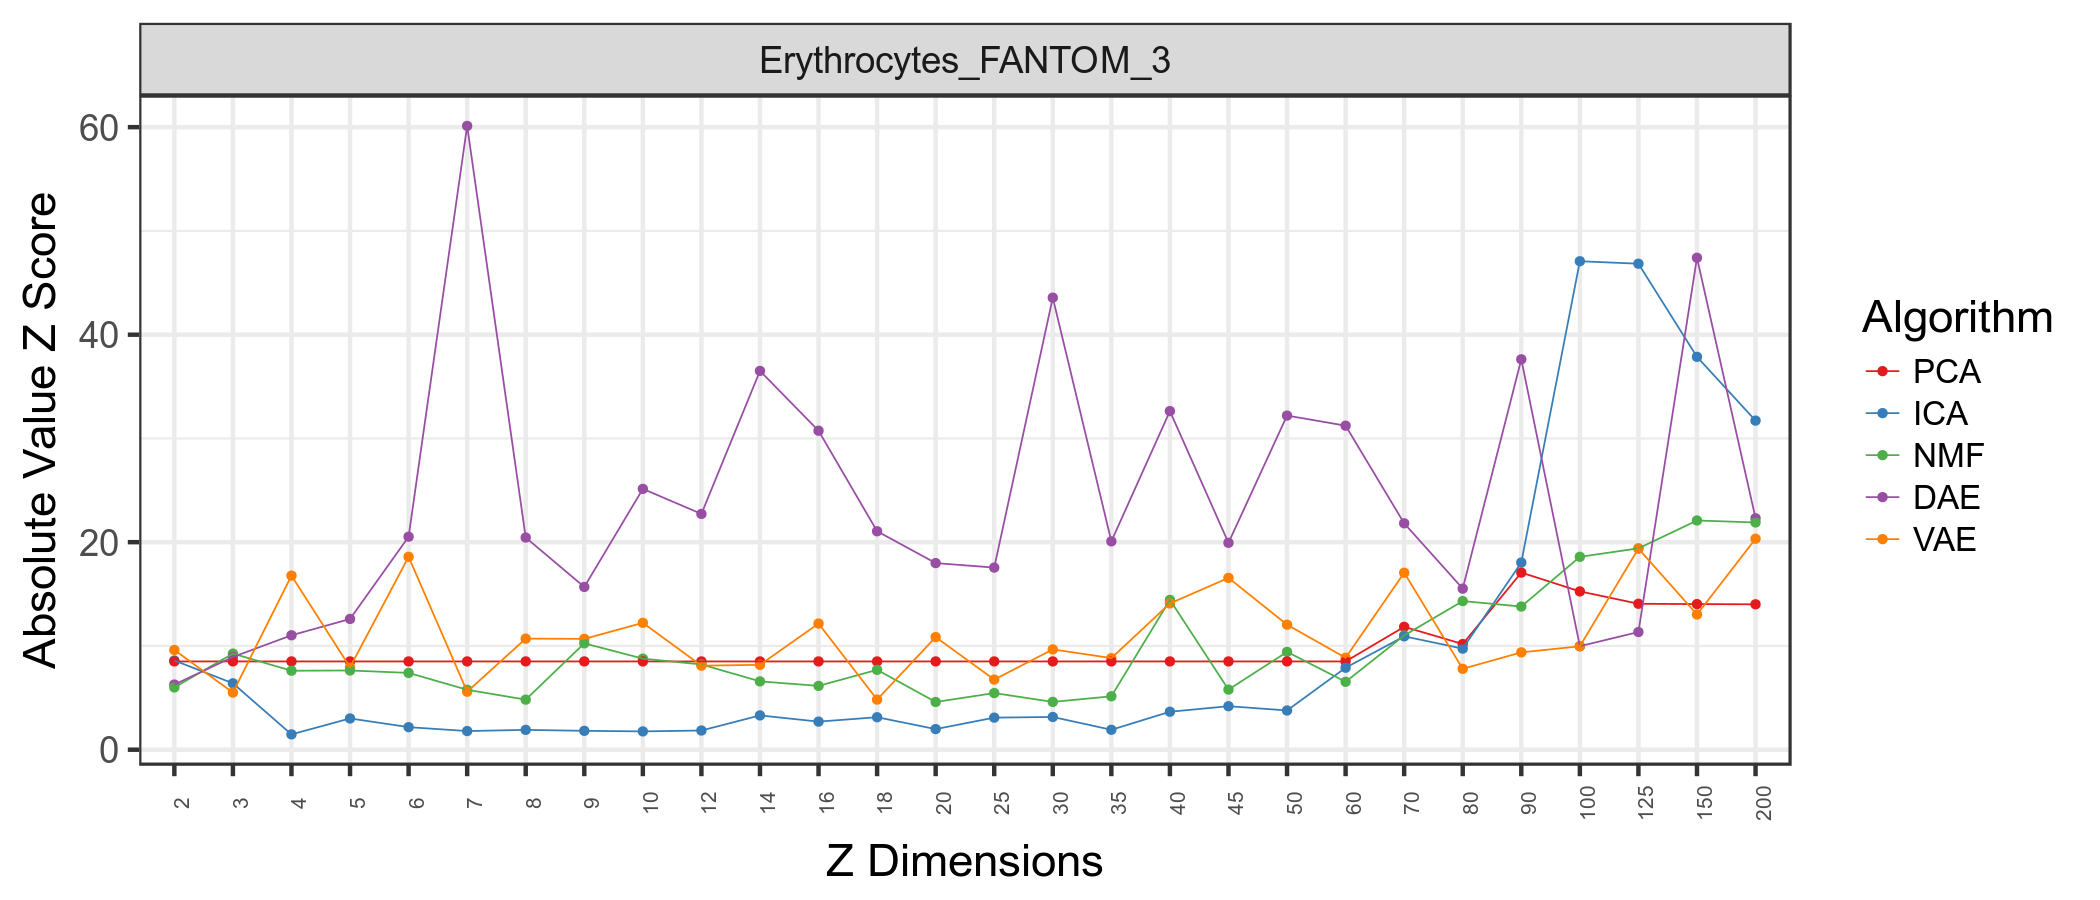 Erythrocytes_FANTOM_3
Absolute Value Z Score
60
40
20
0
2 3 4 5 6 7 8 9 10 12 14 16 18 20 25 30 35 40 45 50 60 70 80 90 100 125 150 200
Z Dimensions
Algorithm
PCA
ICA
NMF
DAE
VAE